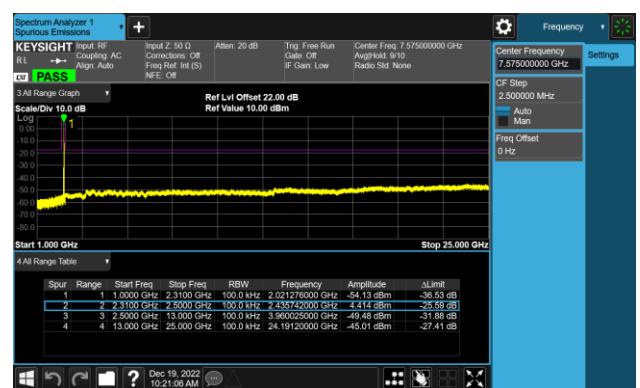 Spectrum Analyzer 1
Spurious Emissions
+
Frequency
KEYSIGHT
Input: RF
Coupling: AC
Align: Auto
Input Z: 50 Ω
Corrections: Off
Freq Ref: Int (S)
NFE: Off
Atten: 20 dB
Trig: Free Run
Gate: Off
IF Gain: Low
Center Freq: 7.575000000 GHz
Avg|Hold: 9/10
Radio Std: None
R L
LXI
PASS
Center Frequency
7.575000000 GHz
Settings
CF Step
2.500000 MHz
Auto
Man
Freq Offset
0 Hz
3 All Range Graph
Scale/Div 10.0 dB
Ref Lvl Offset 22.00 dB
Ref Value 10.00 dBm
Log
0.00
-10.0
-20.0
-30.0
-40.0
-50.0
-60.0
-70.0
-80.0
1
Start 1.000 GHz
Stop 25.000 GHz
4 All Range Table
Spur Range Start Freq Stop Freq RBW Frequency Amplitude ΔLimit
1 1 1.0000 GHz 2.3100 GHz 100.0 kHz 2.021276000 GHz -54.13 dBm -36.53 dB
2 2 2.3100 GHz 2.5000 GHz 100.0 kHz 2.435742000 GHz 4.414 dBm -25.59 dB
3 3 2.5000 GHz 13.000 GHz 100.0 kHz 3.960025000 GHz -49.48 dBm -31.88 dB
4 4 13.000 GHz 25.000 GHz 100.0 kHz 24.19120000 GHz -45.01 dBm -27.41 dB
?
Dec 19, 2022
10:21:06 AM